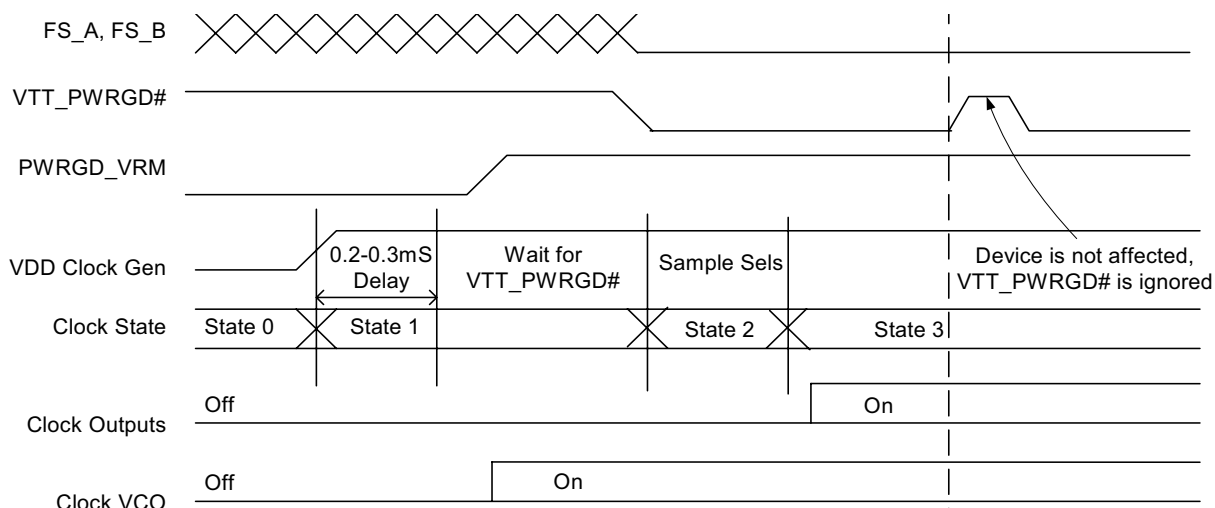 FS_A, FS_B
VTT_PWRGD#
PWRGD_VRM
VDD Clock Gen
0.2-0.3mS
Delay
Wait for
VTT_PWRGD#
Sample Sels
Device is not affected,
VTT_PWRGD# is ignored
Clock State
State 0
State 1
State 2
State 3
Clock Outputs
Off
On
Clock VCO
Off
On